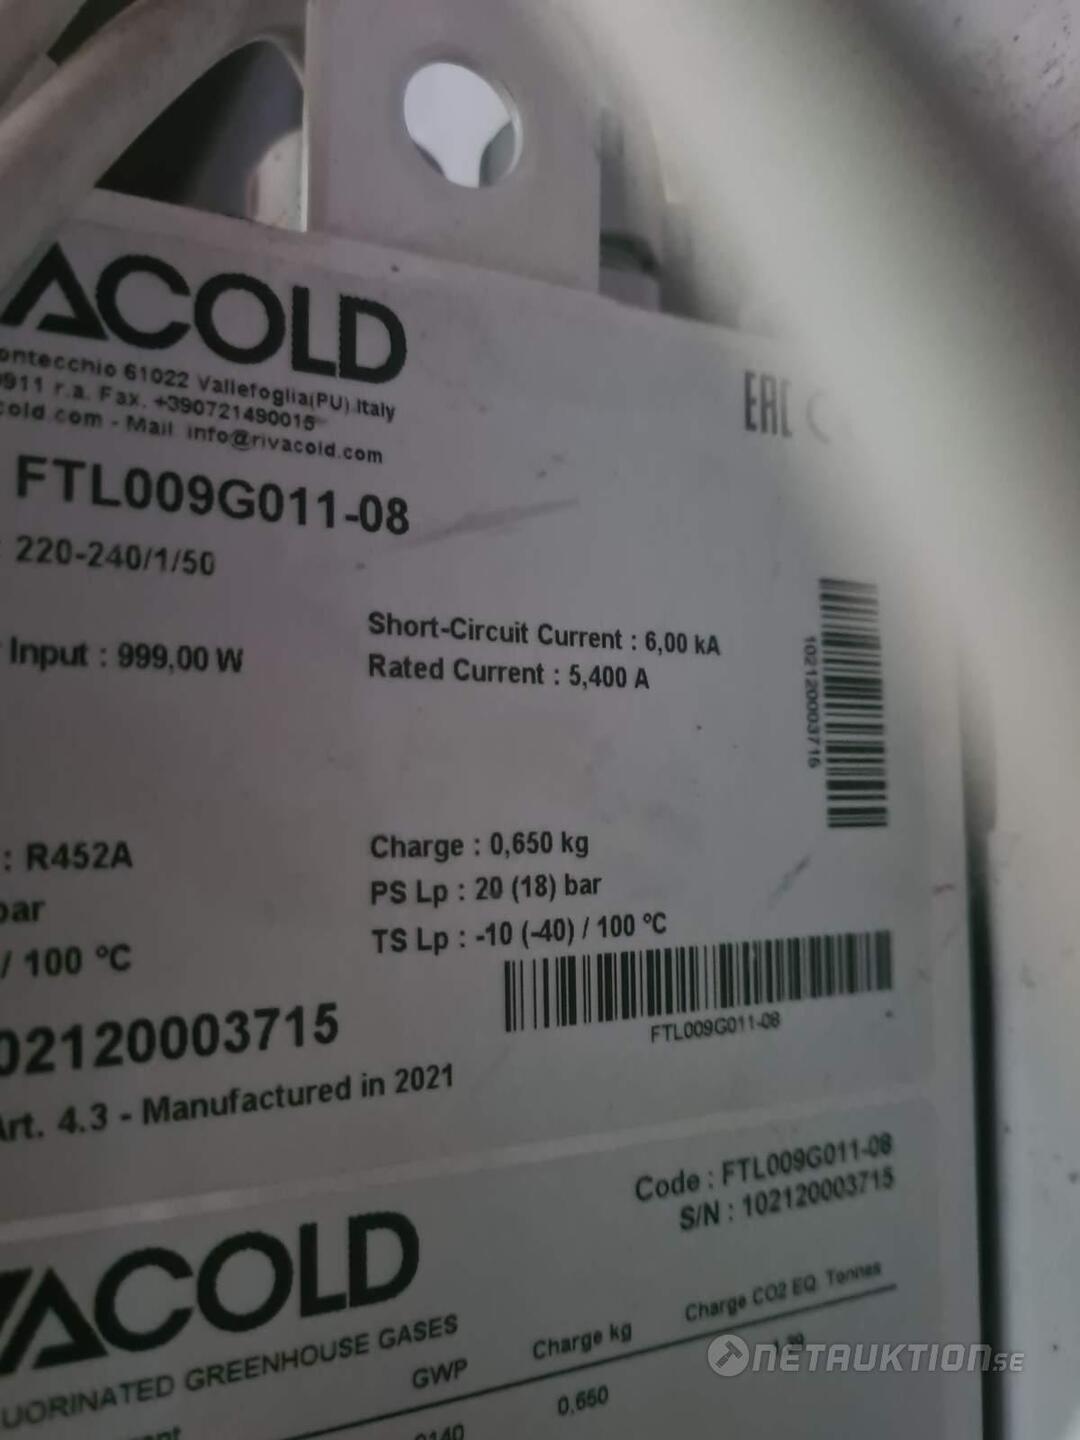 ACOLD
ontecchio 61022 Vallefoglia(PU) Italy
0911 r.a. Fax. +390721490015
cold.com - Mail info@rivacold.com
EAC C
FTL009G011-08
: 220-240/1/50
Input : 999,00 W
Short-Circuit Current : 6,00 kA
Rated Current : 5,400 A
: R452A
Charge : 0,650 kg
bar
PS Lp : 20 (18) bar
/ 100 °C
TS Lp : -10 (-40) / 100 °C
FTL009G011-08
02120003715
Art. 4.3 - Manufactured in 2021
Code : FTL009G011-08
S/N : 102120003715
VACOLD
UORINATED GREENHOUSE GASES
GWP
Charge kg
Charge CO2 EQ. Tonnes
0,650
2140
NETAUKTION.SE